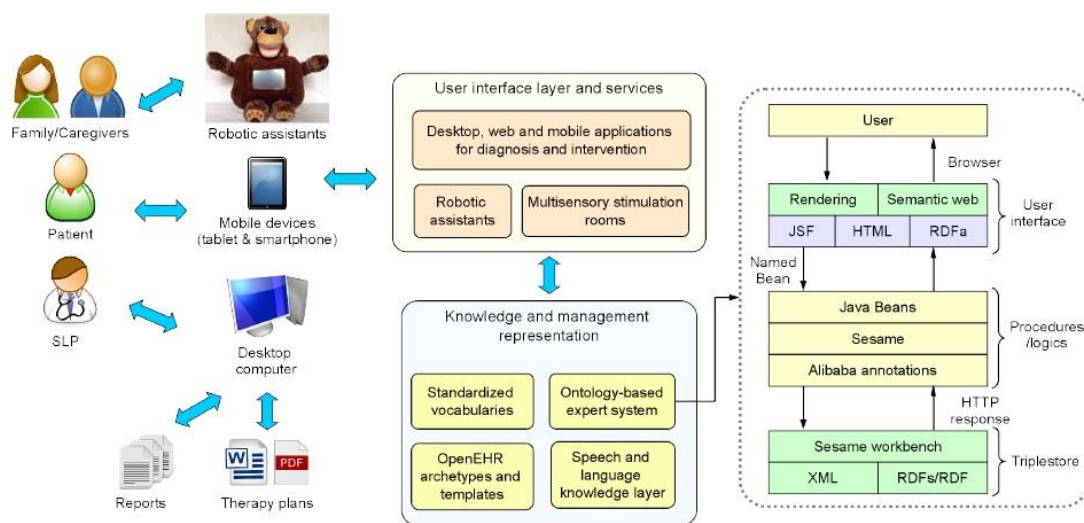 Family/Caregivers
Robotic assistants
Patient
Mobile devices
(tablet & smartphone)
SLP
Desktop
computer
Reports
W
PDF
Therapy plans
User interface layer and services
Desktop, web and mobile applications
for diagnosis and intervention
Robotic
assistants
Multisensory stimulation
rooms
Knowledge and management
representation
Standardized
vocabularies
Ontology-based
expert system
OpenEHR
archetypes and
templates
Speech and
language
knowledge layer
User
Browser
Rendering
Semantic web
JSF
HTML
RDFa
User
interface
Named
Bean
Java Beans
Sesame
Alibaba annotations
Procedures
/logics
HTTP
response
Sesame workbench
XML
RDFs/RDF
Triplestore